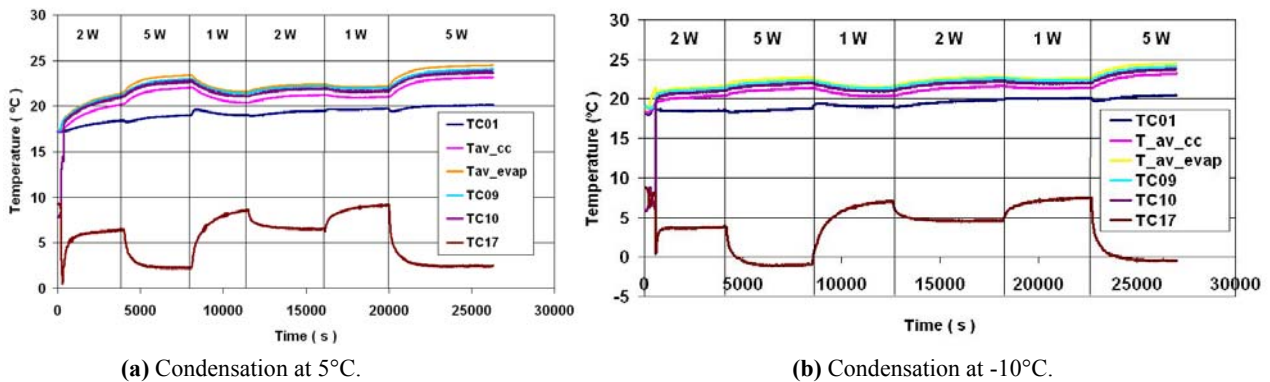 30
25
20
15
10
5
0
Temperature ( ºC)
2 W
5 W
1 W
2 W
1 W
5 W
TC01
Tav_cc
Tav_evap
TC09
TC10
TC17
0
5000
10000
15000
20000
25000
30000
Time ( s )
(a) Condensation at 5°C.
30
25
20
15
10
5
0
-5
Temperature (ºC)
2 W
5 W
1 W
2 W
1 W
5 W
TC01
T_av_cc
T_av_evap
TC09
TC10
TC17
0
5000
10000
15000
20000
25000
30000
Time ( s )
(b) Condensation at -10°C.